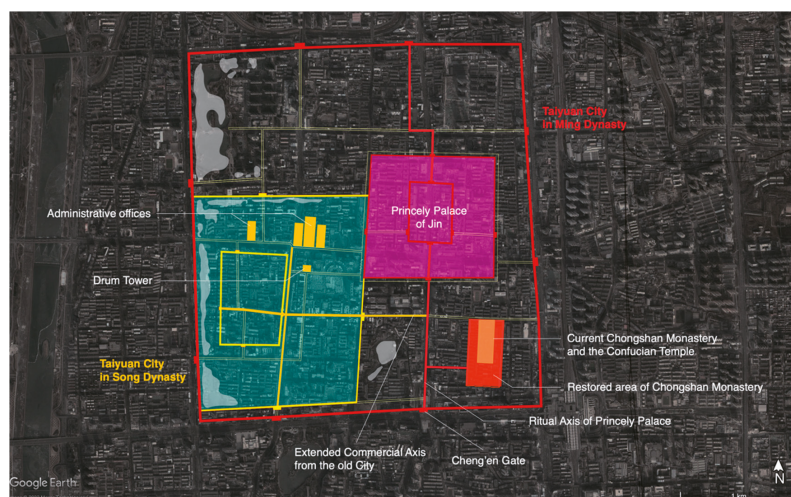 Taiyuan City
in Ming Dynasty
Administrative offices
Princely Palace
of Jin
Drum Tower
Current Chongshan Monastery
and the Confucian Temple
Taiyuan City
in Song Dynasty
Restored area of Chongshan Monastery
Ritual Axis of Princely Palace
Extended Commercial Axis
from the old City
Cheng'en Gate
Google Earth
N
1 km